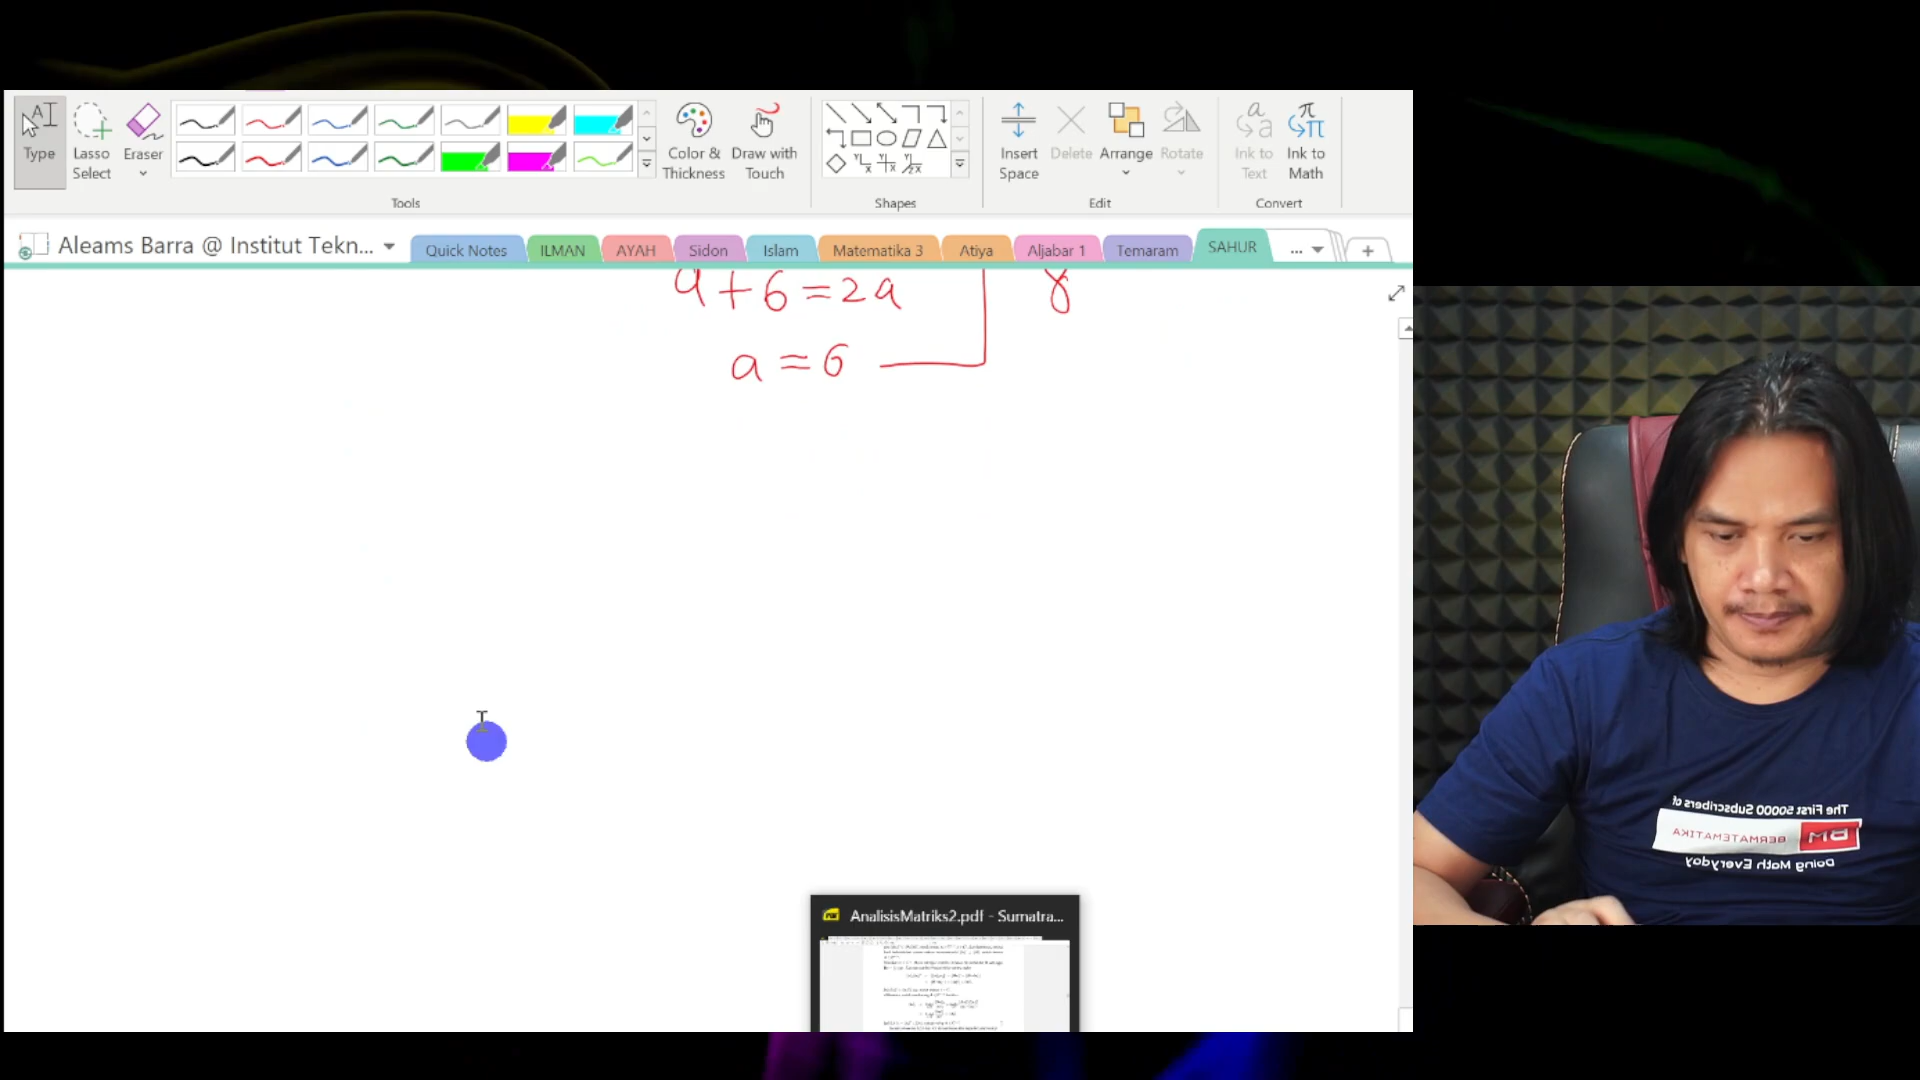 Type
Lasso
Select
Eraser
Color &
Thickness
Draw with
Touch
Insert
Space
Delete
Arrange
Rotate
Ink to
Text
Ink to
Math
Tools
Shapes
Edit
Convert
Aleams Barra @ Institut Tekn...
Quick Notes
ILMAN
AYAH
Sidon
Islam
Matematika 3
Atiya
Aljabar 1
Temaram
SAHUR
...
a+6=2a
a=6
AnalisisMatriks2.pdf - Sumatra...
The First 50000 Subscribers of
BM BERMATEMATIKA
Doing Math Everyday